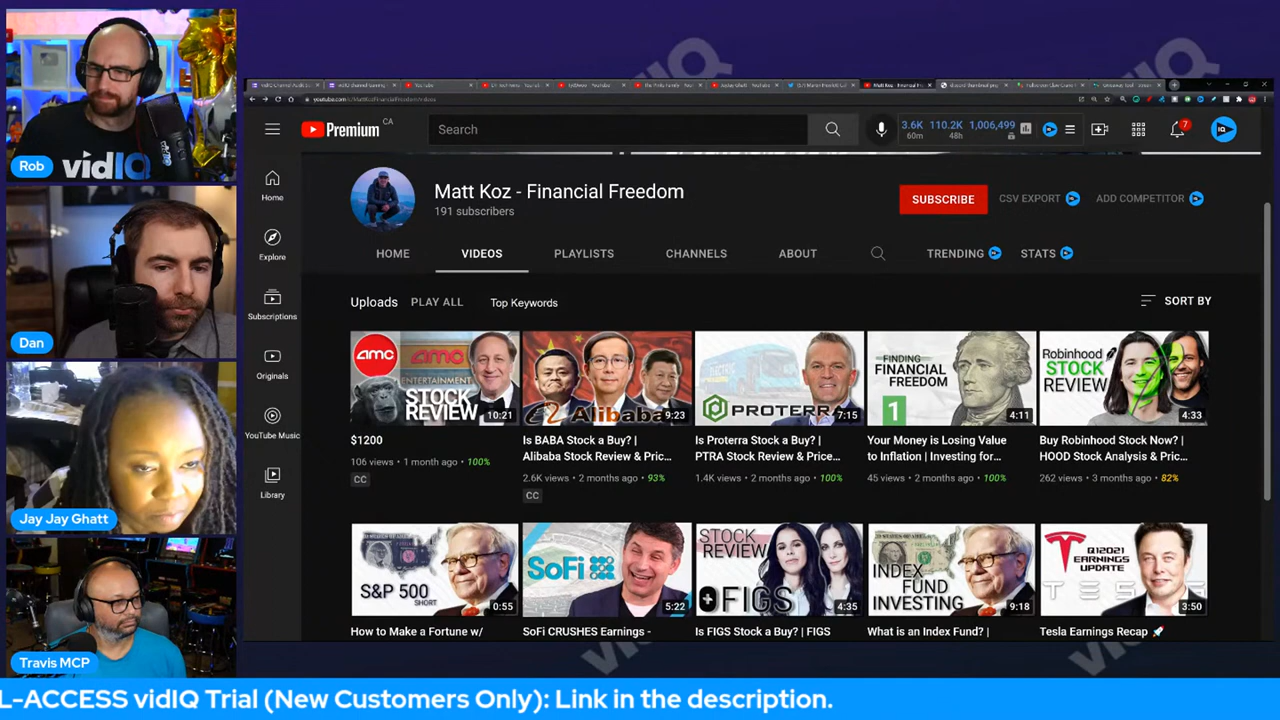 Rob
vidIQ
Dan
Jay Jay Ghatt
Travis MCP
vidIQ
Premium
CA
Search
3.6K 110.2K 1,006,499
60m 48h
7
IQ
Home
Explore
Subscriptions
Originals
YouTube Music
Library
Matt Koz - Financial Freedom
191 subscribers
SUBSCRIBE
CSV EXPORT
ADD COMPETITOR
HOME
VIDEOS
PLAYLISTS
CHANNELS
ABOUT
TRENDING
STATS
Uploads
PLAY ALL
Top Keywords
SORT BY
amc
amc
ENTERTAINMENT
STOCK
REVIEW
10:21
$1200
106 views • 1 month ago • 100%
CC
Alibaba
9:23
Is BABA Stock a Buy? |
Alibaba Stock Review & Pric...
2.6K views • 2 months ago • 93%
CC
ELECTRIC
PROTERRA
7:15
Is Proterra Stock a Buy? |
PTRA Stock Review & Price...
1.4K views • 2 months ago • 100%
FINDING
FINANCIAL
FREEDOM
1
4:11
Your Money is Losing Value
to Inflation | Investing for...
45 views • 2 months ago • 100%
Robinhood
STOCK
REVIEW
4:33
Buy Robinhood Stock Now? |
HOOD Stock Analysis & Pric...
262 views • 3 months ago • 82%
S&P 500
SHORT
0:55
How to Make a Fortune w/
SoFi
5:22
SoFi CRUSHES Earnings -
STOCK
REVIEW
FIGS
4:35
Is FIGS Stock a Buy? | FIGS
INDEX
FUND
INVESTING
9:18
What is an Index Fund? |
Q12021
EARNINGS
UPDATE
TESLA
3:50
Tesla Earnings Recap 🚀
L-ACCESS vidIQ Trial (New Customers Only): Link in the description.